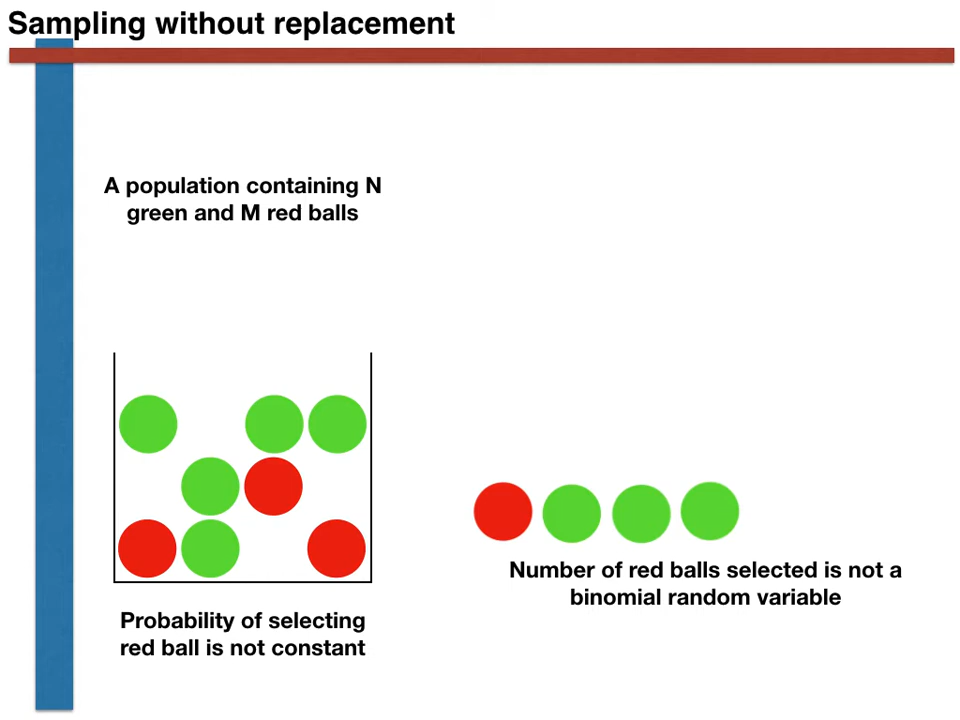 Sampling without replacement
A population containing N
green and M red balls
Number of red balls selected is not a
binomial random variable
Probability of selecting
red ball is not constant